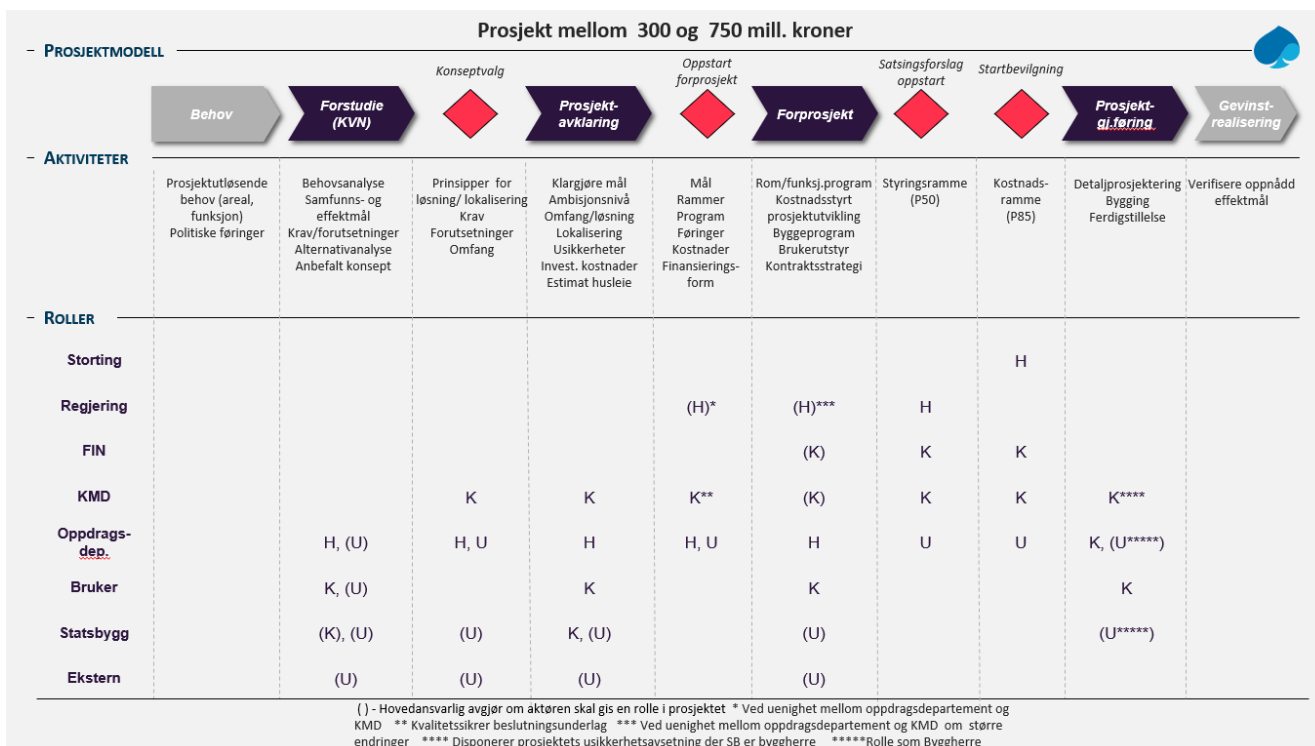 Prosjekt mellom 300 og 750 mill. kroner
PROSJEKTMODELL
Behov
Forstudie
(KVN)
Konseptvalg
Prosjekt-
avklaring
Oppstart
forprosjekt
Forprosjekt
Satsingsforslag
oppstart
Startbevilgning
Prosjekt-
gj.føring
Gevinst-
realisering
AKTIVITETER
Prosjektutløsende
behov (areal,
funksjon)
Politiske føringer
Behovsanalyse
Samfunns- og
effektmål
Krav/forutsetninger
Alternativanalyse
Anbefalt konsept
Prinsipper for
løsning/ lokalisering
Krav
Forutsetninger
Omfang
Klargjøre mål
Ambisjonsnivå
Omfang/løsning
Lokalisering
Usikkerheter
Invest. kostnader
Estimat husleie
Mål
Rammer
Program
Føringer
Kostnader
Finansierings-
form
Rom/funksj.program
Kostnadsstyrt
prosjektutvikling
Byggeprogram
Brukerutstyr
Kontraktsstrategi
Styringsramme
(P50)
Kostnads-
ramme
(P85)
Detaljprosjektering
Bygging
Ferdigstillelse
Verifisere oppnådd
effektmål
ROLLER
Storting H
Regjering (H)* (H)*** H
FIN (K) K K
KMD K K K** (K) K K K****
Oppdrags-
dep. H, (U) H, U H H, U H U U K, (U*****)
Bruker K, (U) K K K
Statsbygg (K), (U) (U) K, (U) (U) (U*****)
Ekstern (U) (U) (U) (U)
( ) - Hovedansvarlig avgjør om aktøren skal gis en rolle i prosjektet * Ved uenighet mellom oppdragsdepartement og
KMD ** Kvalitetssikrer beslutningsunderlag *** Ved uenighet mellom oppdragsdepartement og KMD om større
endringer **** Disponerer prosjektets usikkerhetsavsetning der SB er byggherre *****Rolle som Byggherre